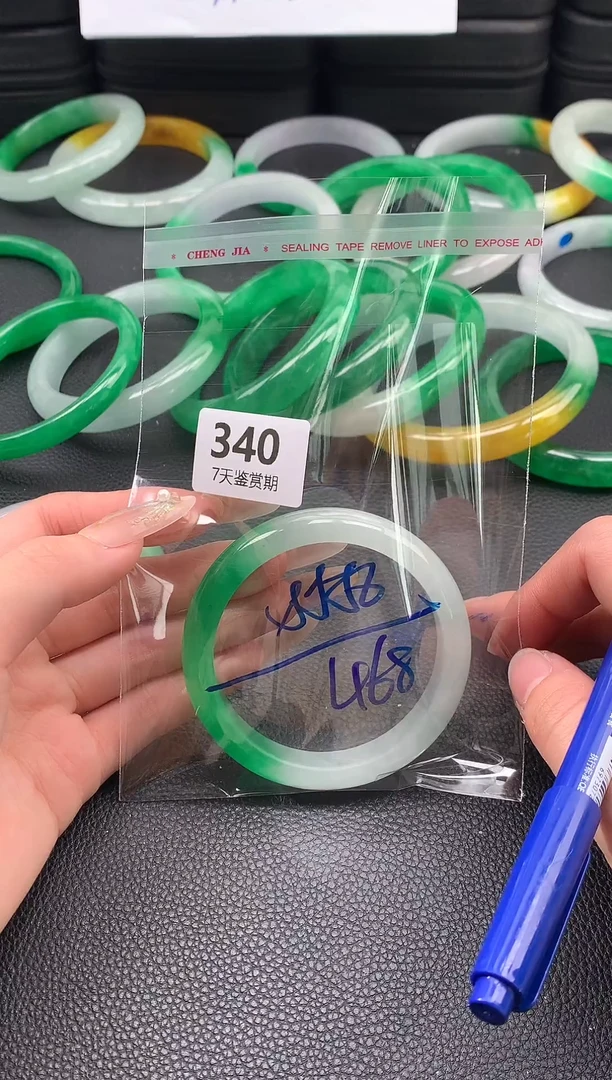 * CHENG JIA * SEALING TAPE REMOVE LINER TO EXPOSE AD
340
7天鉴赏期
468